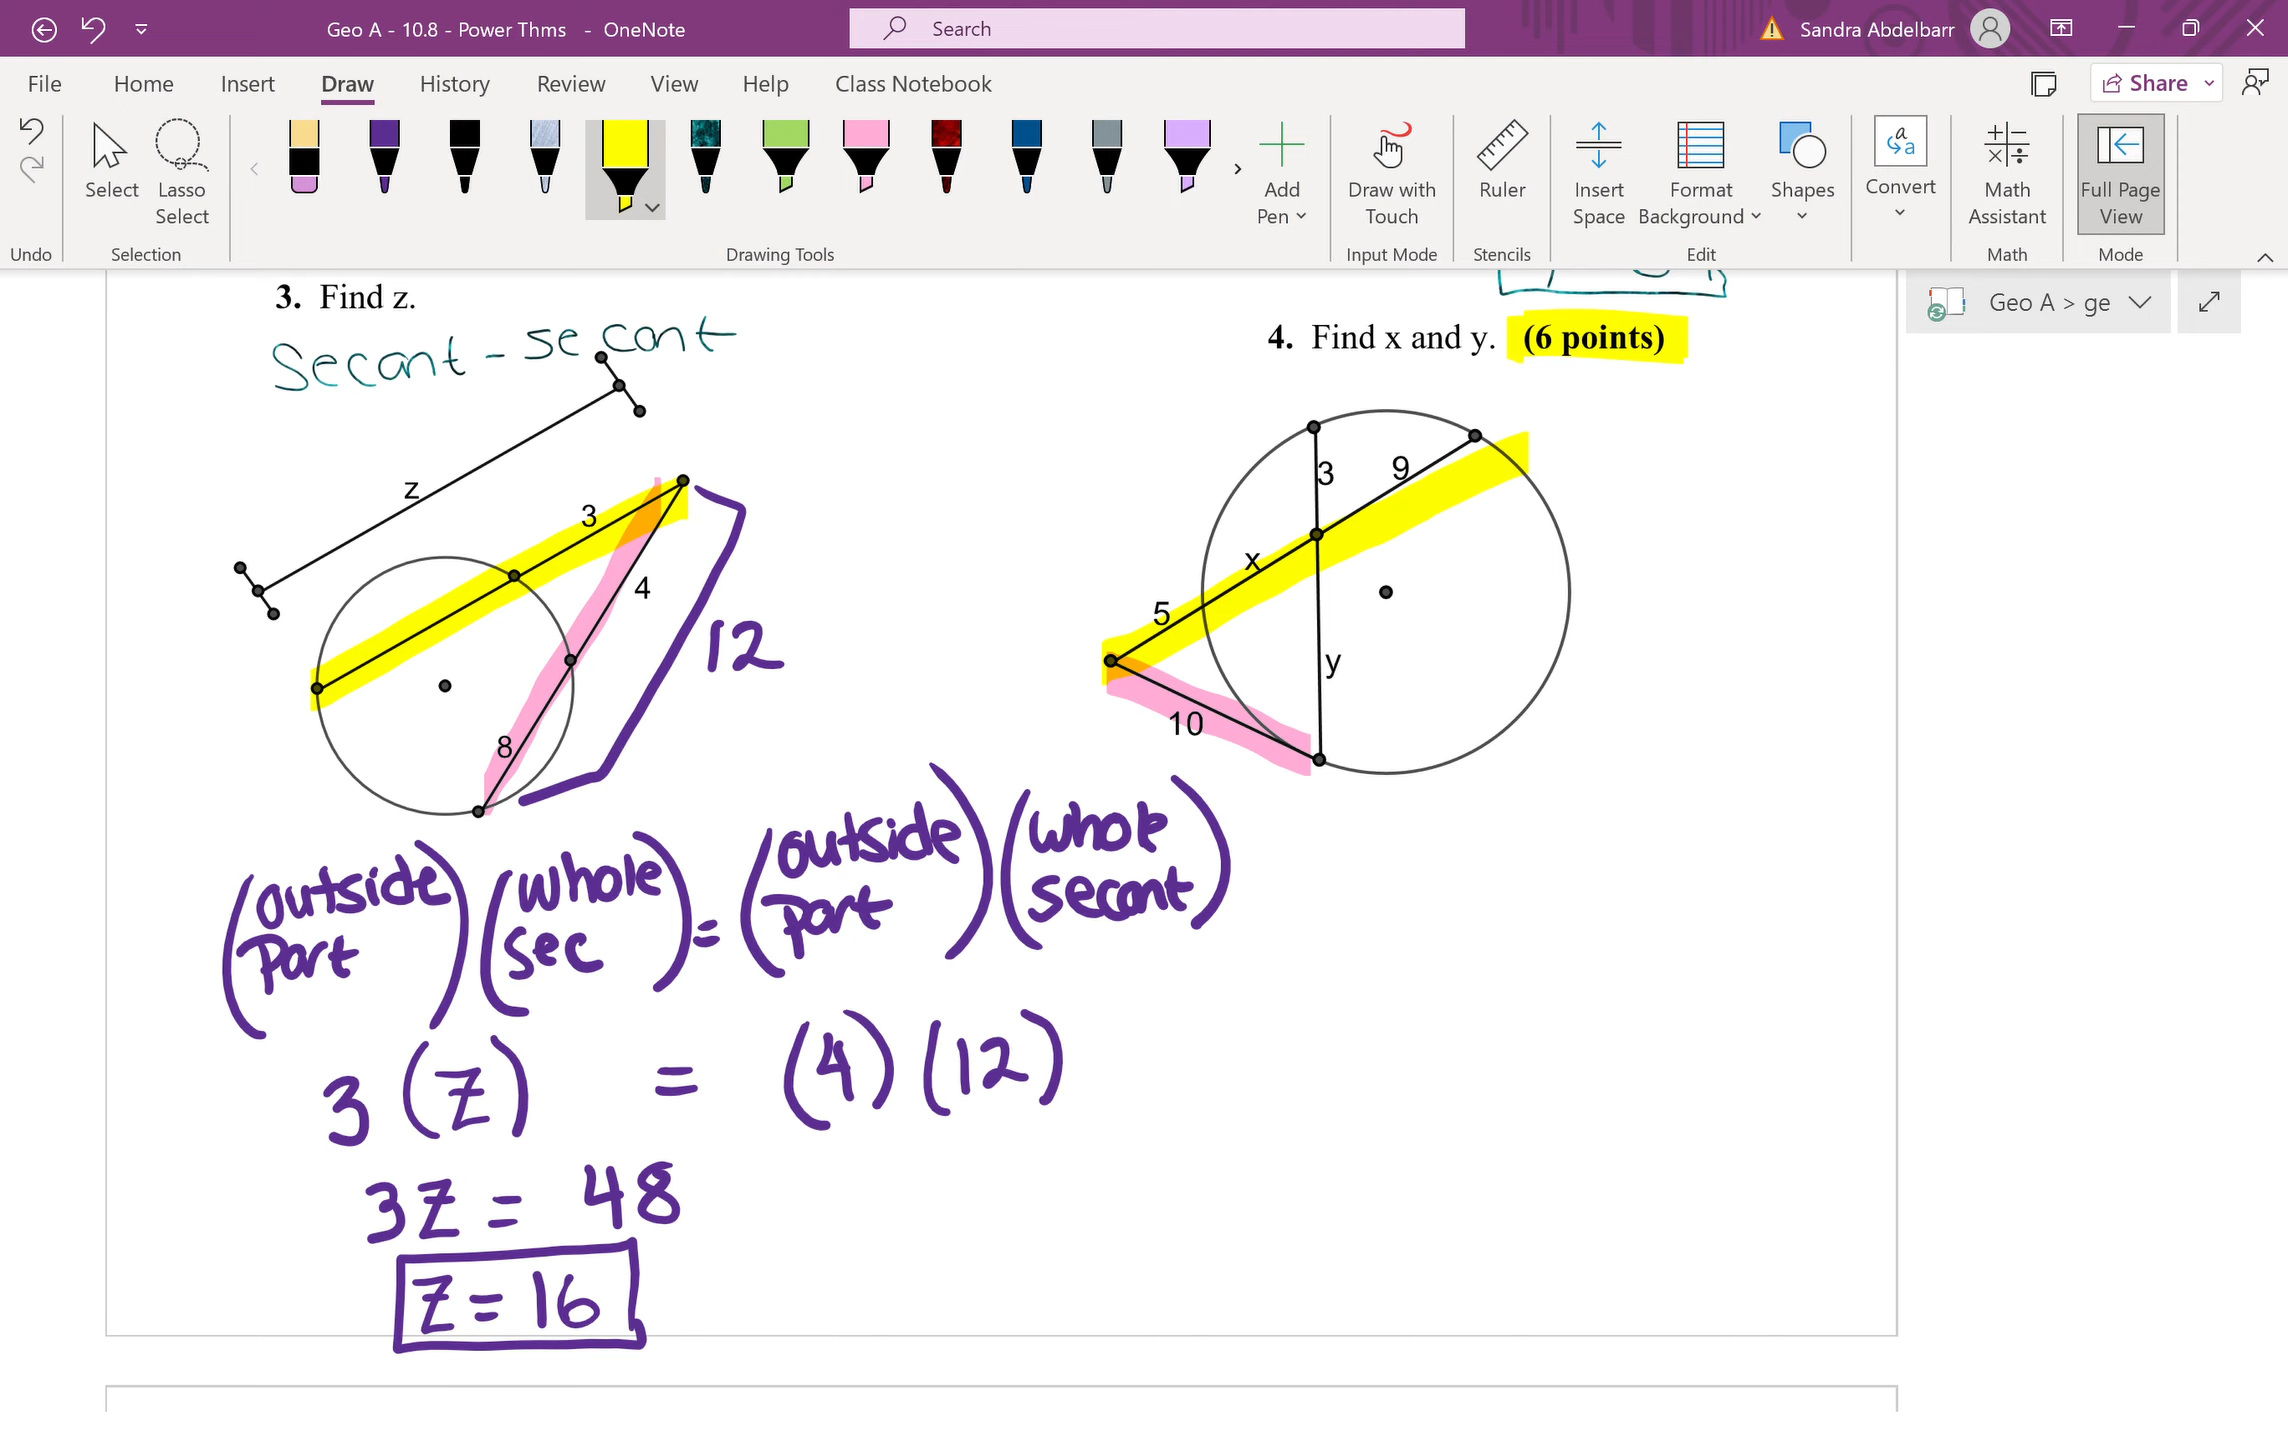 Geo A - 10.8 - Power Thms - OneNote
Search
Sandra Abdelbarr
File Home Insert Draw History Review View Help Class Notebook
Share
Select
Lasso Select
Add Pen
Draw with Touch
Ruler
Insert Space
Format Background
Shapes
Convert
Math Assistant
Full Page View
Undo
Selection
Drawing Tools
Input Mode
Stencils
Edit
Math
Mode
Geo A > ge
3. Find z.
Secant - secant
z
3
4
8
12
4. Find x and y. (6 points)
3
9
x
5
y
10
(outside part)(whole sec) = (outside part)(whole secant)
3(z) = (4)(12)
3z = 48
z = 16